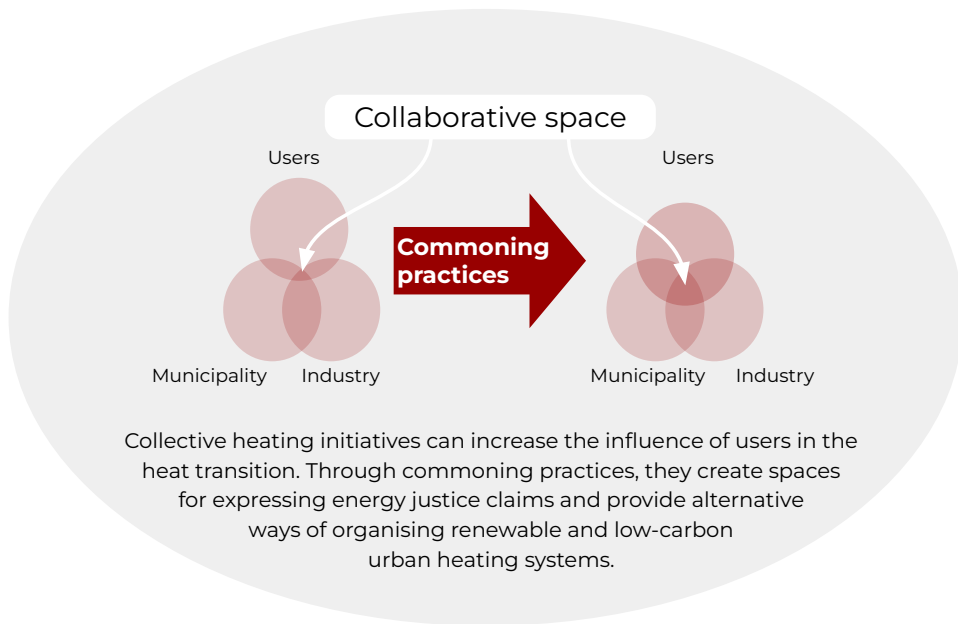 Collaborative space
Users
Users
Commoning
practices
Municipality
Industry
Municipality
Industry
Collective heating initiatives can increase the influence of users in the
heat transition. Through commoning practices, they create spaces
for expressing energy justice claims and provide alternative
ways of organising renewable and low-carbon
urban heating systems.